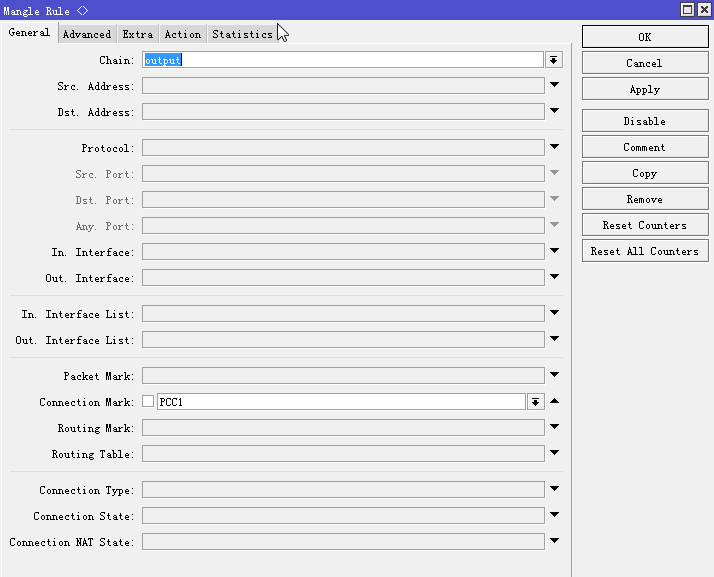 Mangle Rule <>
General Advanced Extra Action Statistics
Chain: output
Src. Address:
Dst. Address:
Protocol:
Src. Port:
Dst. Port:
Any. Port:
In. Interface:
Out. Interface:
In. Interface List:
Out. Interface List:
Packet Mark:
Connection Mark: PCC1
Routing Mark:
Routing Table:
Connection Type:
Connection State:
Connection NAT State:
OK
Cancel
Apply
Disable
Comment
Copy
Remove
Reset Counters
Reset All Counters